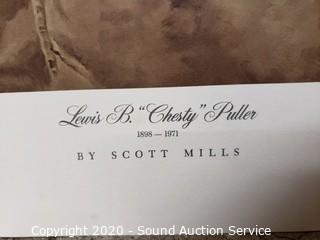 Lewis B. "Chesty" Puller
1898 — 1971
BY SCOTT MILLS
Copyright 2020 - Sound Auction Service